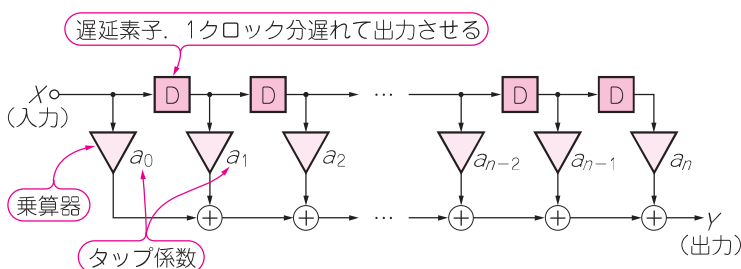 遅延素子．1クロック分遅れて出力させる
X
(入力)
D
D
…
D
D
a0
a1
a2
an-2
an-1
an
乗算器
+
+
…
+
+
+
Y
(出力)
タップ係数